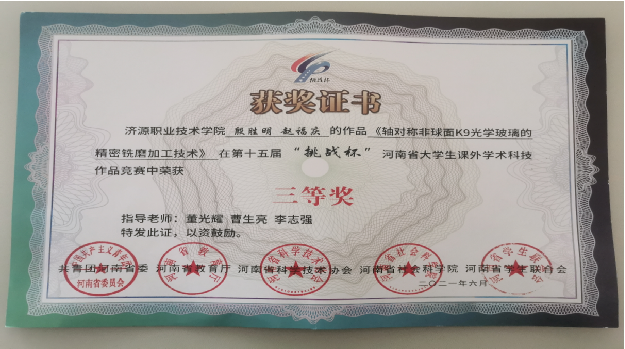 挑战杯
获奖证书
济源职业技术学院 殷胜明 赵福庆 的作品《轴对称非球面K9光学玻璃的
精密铣磨加工技术》在第十五届“挑战杯”河南省大学生课外学术科技
作品竞赛中荣获
三等奖
指导老师:董光耀 曹生亮 李志强
特发此证,以资鼓励。
共青团河南省委 河南省教育厅 河南省科学技术协会 河南省社会科学院 河南省学生联合会
河南省委员会
二〇二一年六月